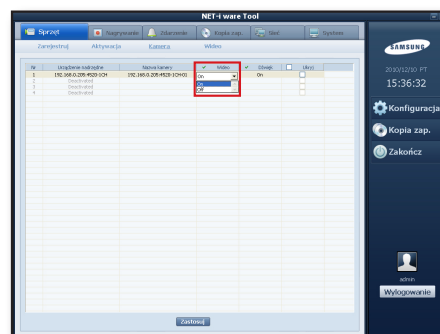 NET-i ware Tool
Sprzęt Nagrywanie Zdarzenie Kopia zap. Sieć System
Zarejestruj Aktywacja Kamera Wideo
SAMSUNG
2010/12/10 PT
15:36:32
Nr Urządzenie nadrzędne Nazwa kamery Wideo Dźwięk Ukryj
1 192.168.0.205:4520-1CH 192.168.0.205:4520-1CH-01 On On
2 Deactivated On
3 Deactivated Off
4 Deactivated
Konfiguracja
Kopia zap.
Zakończ
admin
Wylogowanie
Zastosuj